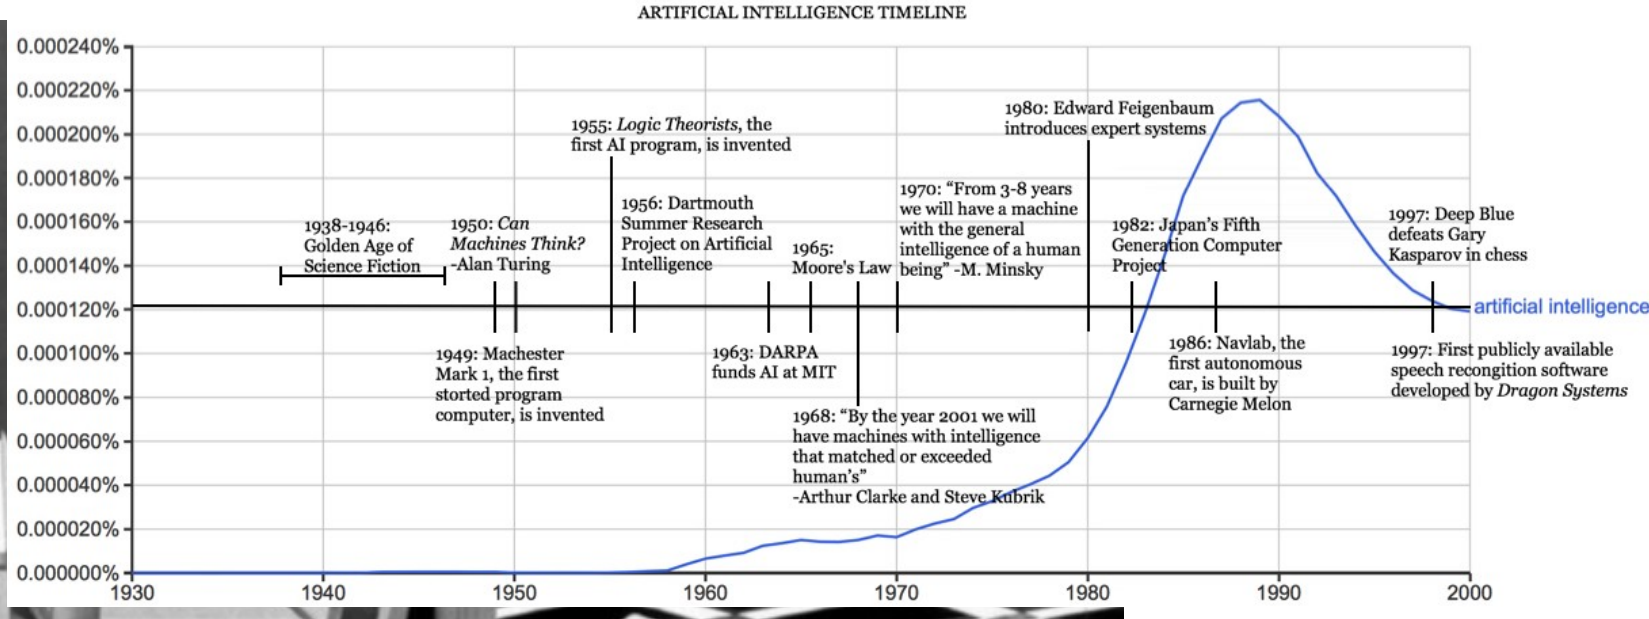 ARTIFICIAL INTELLIGENCE TIMELINE
0.000240%
0.000220%
0.000200%
0.000180%
0.000160%
0.000140%
0.000120%
0.000100%
0.000080%
0.000060%
0.000040%
0.000020%
0.000000%
1938-1946:
Golden Age of
Science Fiction
1950: Can
Machines Think?
-Alan Turing
1955: Logic Theorists, the
first AI program, is invented
1956: Dartmouth
Summer Research
Project on Artificial
Intelligence
1965:
Moore's Law
1970: “From 3-8 years
we will have a machine
with the general
intelligence of a human
being” -M. Minsky
1980: Edward Feigenbaum
introduces expert systems
1982: Japan’s Fifth
Generation Computer
Project
1997: Deep Blue
defeats Gary
Kasparov in chess
artificial intelligence
1949: Machester
Mark 1, the first
storted program
computer, is invented
1963: DARPA
funds AI at MIT
1968: “By the year 2001 we will
have machines with intelligence
that matched or exceeded
human’s”
-Arthur Clarke and Steve Kubrik
1986: Navlab, the
first autonomous
car, is built by
Carnegie Melon
1997: First publicly available
speech recongition software
developed by Dragon Systems
1930
1940
1950
1960
1970
1980
1990
2000